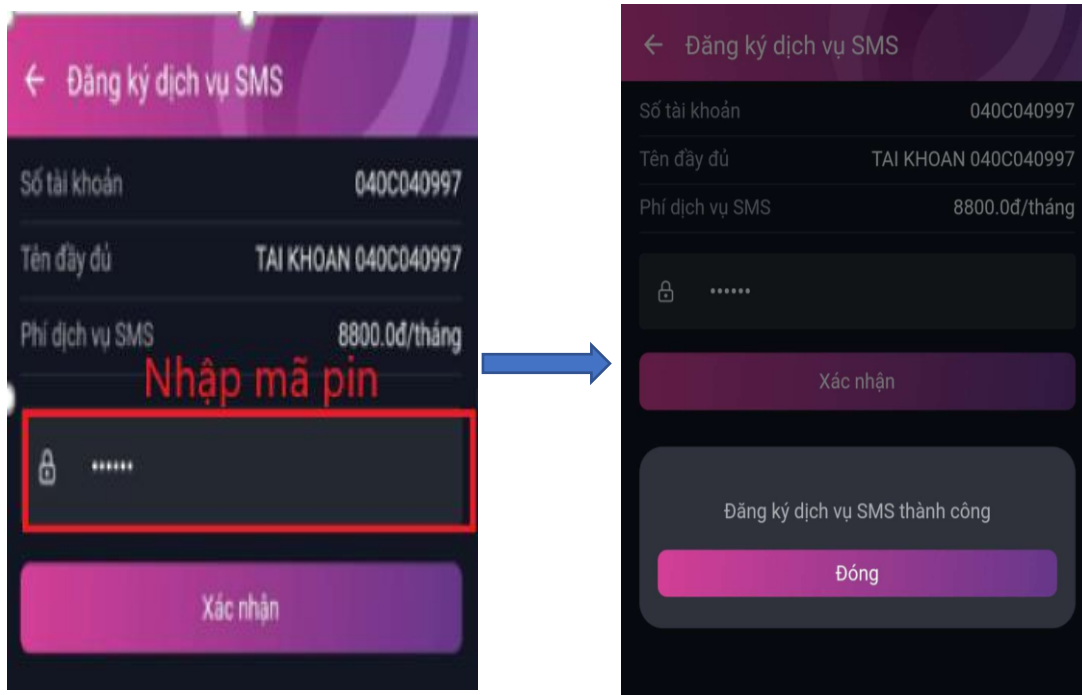 Đăng ký dịch vụ SMS
Số tài khoản 040C040997
Tên đầy đủ TAI KHOAN 040C040997
Phí dịch vụ SMS 8800.0đ/tháng
Nhập mã pin
••••••
Xác nhận
Đăng ký dịch vụ SMS
Số tài khoản 040C040997
Tên đầy đủ TAI KHOAN 040C040997
Phí dịch vụ SMS 8800.0đ/tháng
••••••
Xác nhận
Đăng ký dịch vụ SMS thành công
Đóng